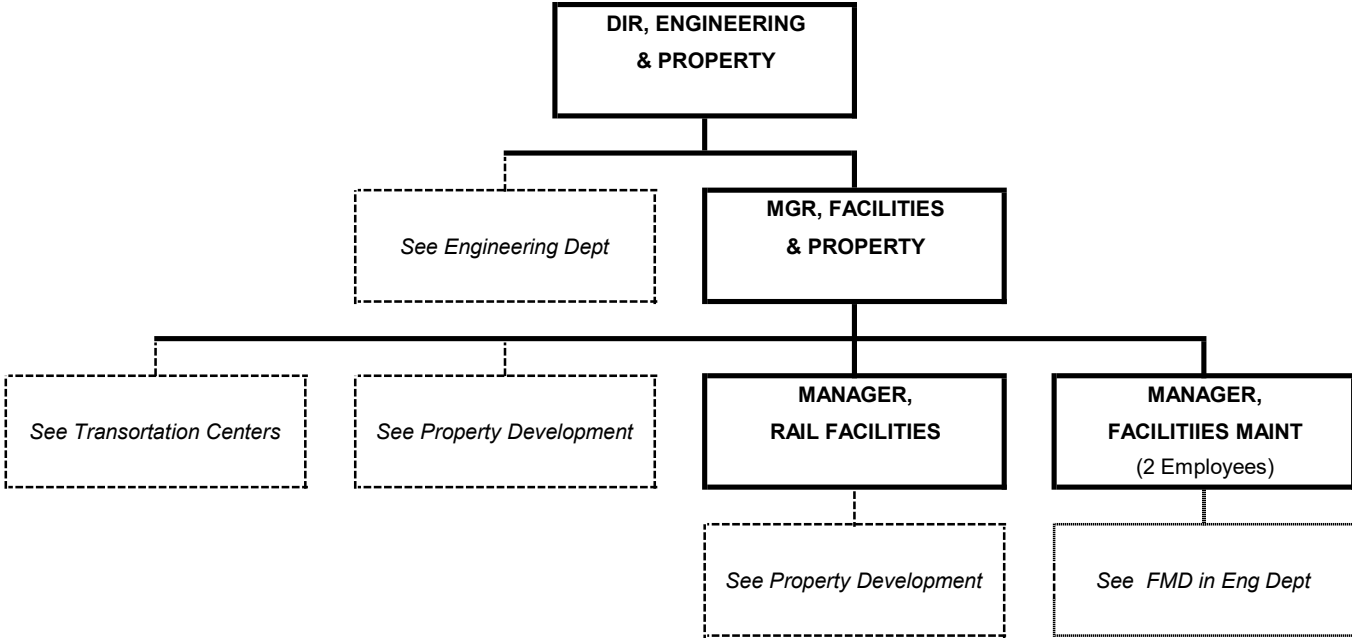 DIR, ENGINEERING
& PROPERTY
See Engineering Dept
MGR, FACILITIES
& PROPERTY
See Transortation Centers
See Property Development
MANAGER,
RAIL FACILITIES
MANAGER,
FACILITIIES MAINT
(2 Employees)
See Property Development
See FMD in Eng Dept